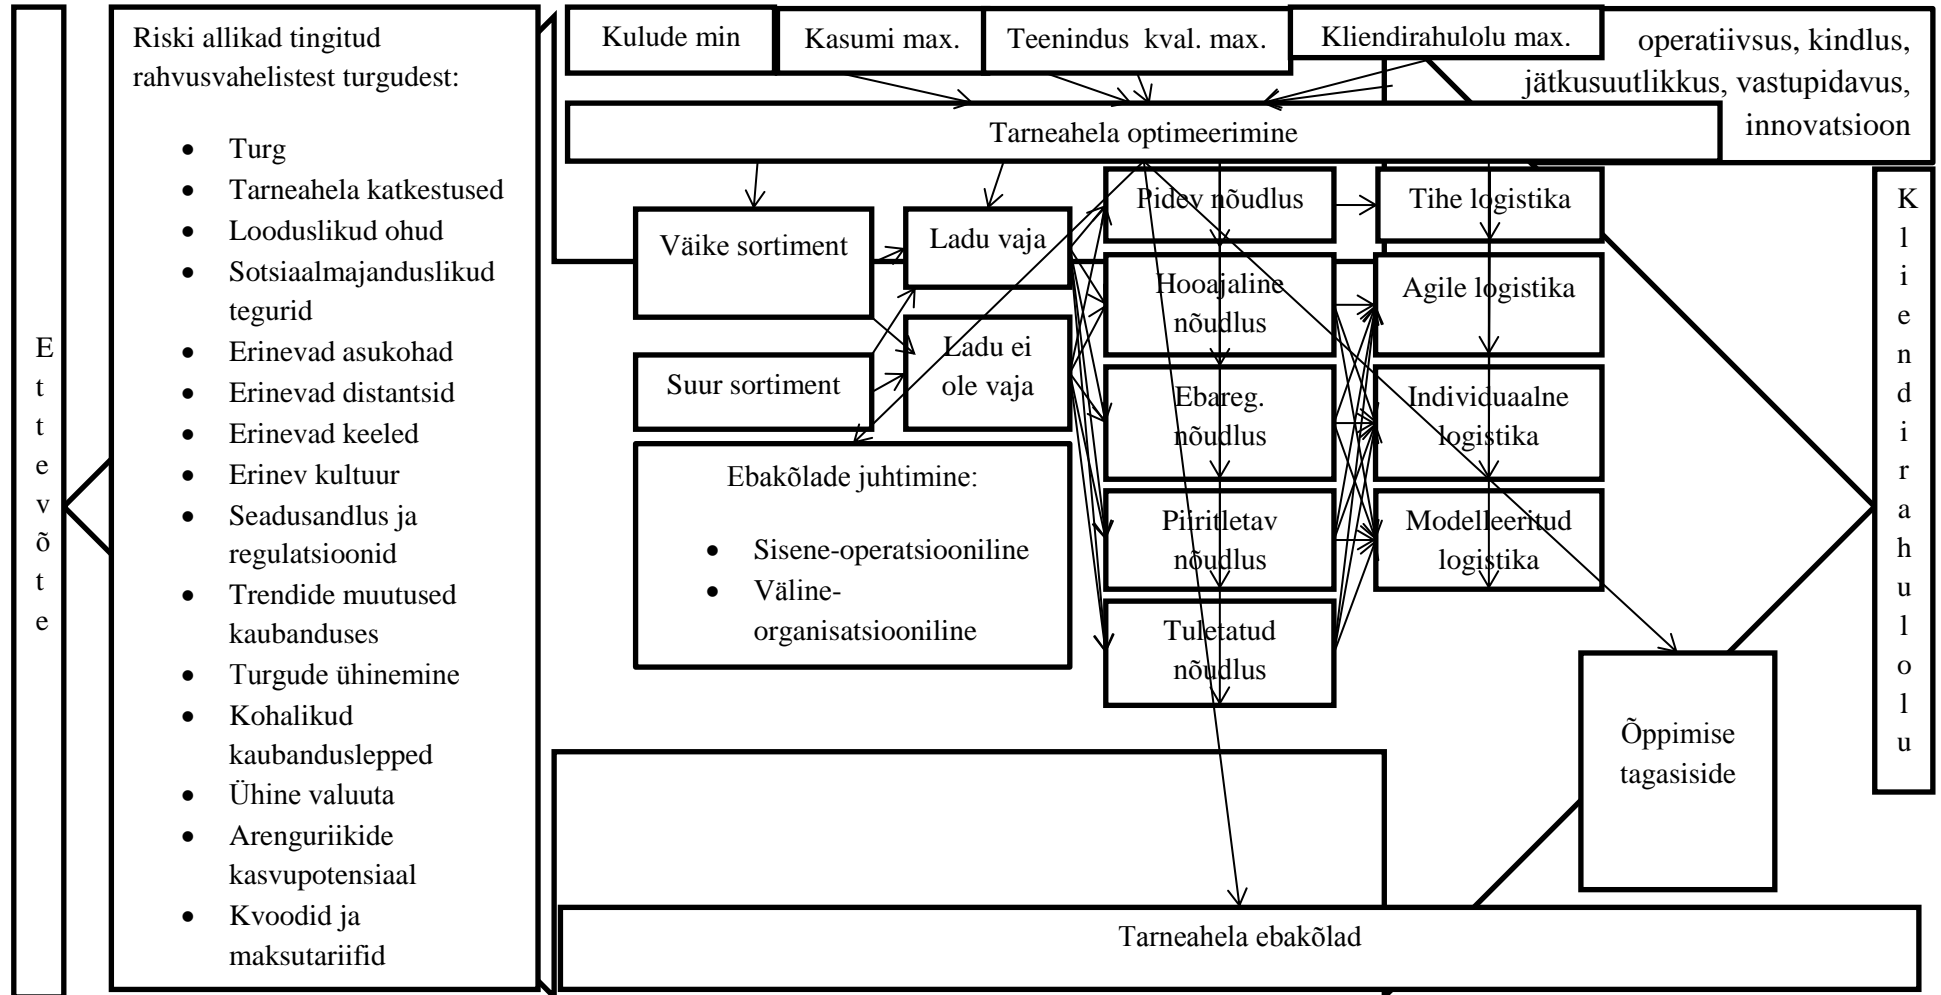 Ettevõte
Riski allikad tingitud
rahvusvahelistest turgudest:
• Turg
• Tarneahela katkestused
• Looduslikud ohud
• Sotsiaalmajanduslikud
tegurid
• Erinevad asukohad
• Erinevad distantsid
• Erinevad keeled
• Erinev kultuur
• Seadusandlus ja
regulatsioonid
• Trendide muutused
kaubanduses
• Turgude ühinemine
• Kohalikud
kaubanduslepped
• Ühine valuuta
• Arenguriikide
kasvupotensiaal
• Kvoodid ja
maksutariifid
Kulude min
Kasumi max.
Teenindus kval. max.
Kliendirahulolu max.
operatiivsus, kindlus,
jätkusuutlikkus, vastupidavus,
innovatsioon
Tarneahela optimeerimine
Väike sortiment
Suur sortiment
Ladu vaja
Ladu ei
ole vaja
Pidev nõudlus
Hooajaline
nõudlus
Ebareg.
nõudlus
Piiritletav
nõudlus
Tuletatud
nõudlus
Tihe logistika
Agile logistika
Individuaalne
logistika
Modelleeritud
logistika
Ebakõlade juhtimine:
• Sisene-operatsiooniline
• Väline-
organisatsiooniline
Õppimise
tagasiside
Tarneahela ebakõlad
Kliendirahulolu